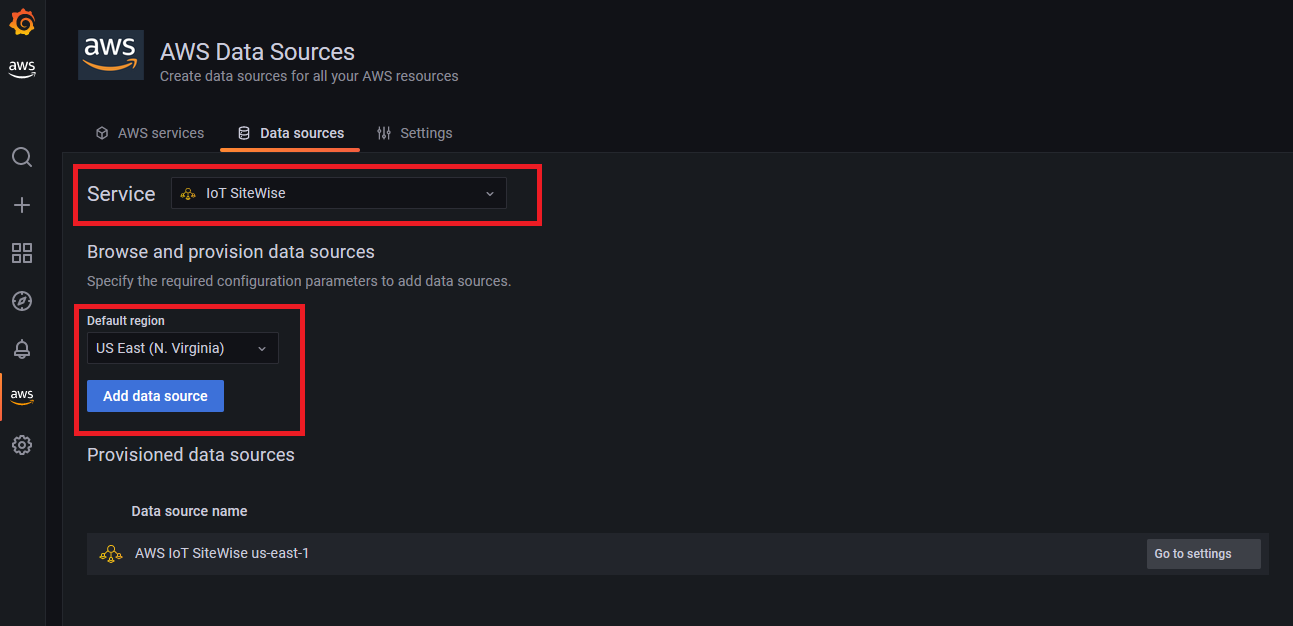 aws
aws
AWS Data Sources
Create data sources for all your AWS resources
AWS services Data sources Settings
Service IoT SiteWise
Browse and provision data sources
Specify the required configuration parameters to add data sources.
Default region
US East (N. Virginia)
Add data source
aws
Provisioned data sources
Data source name
AWS IoT SiteWise us-east-1 Go to settings